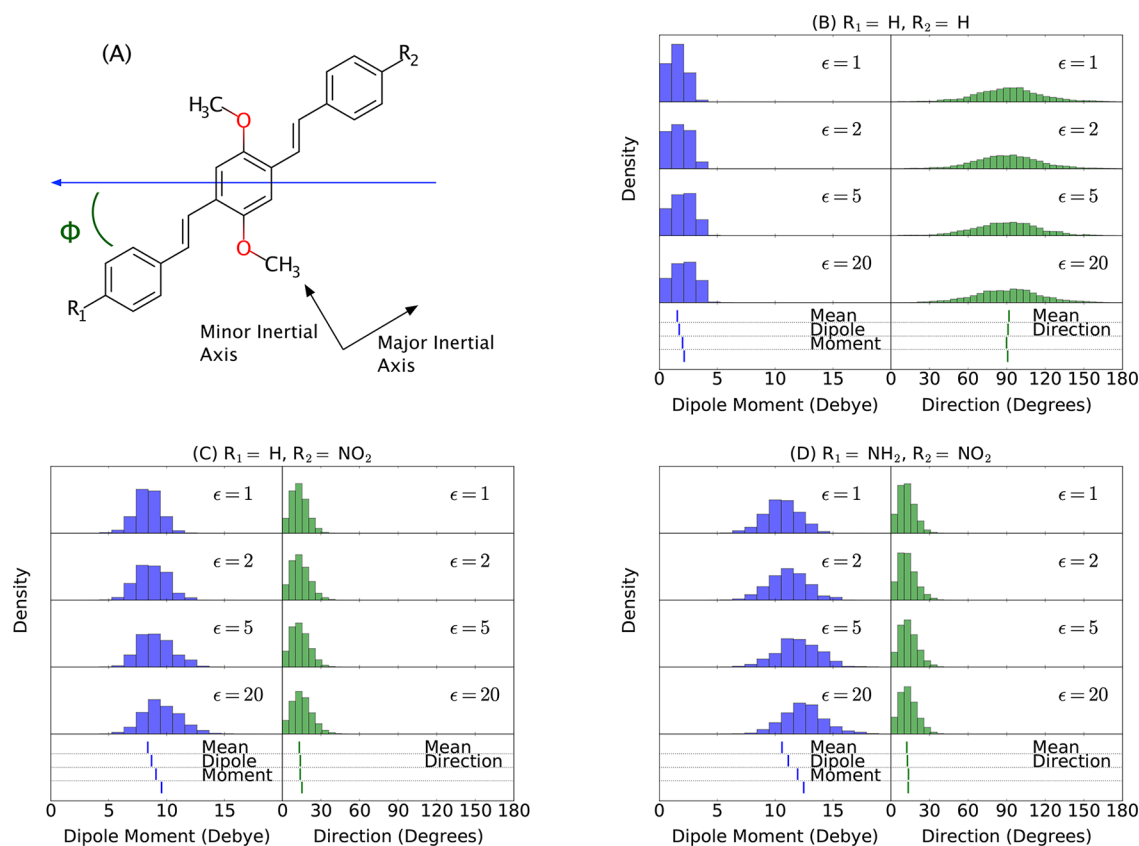 (A)
R₂
H₃C
O
Φ
O
CH₃
R₁
Minor Inertial
Axis
Major Inertial
Axis
(B) R₁ = H, R₂ = H
Density
ϵ = 1
ϵ = 1
ϵ = 2
ϵ = 2
ϵ = 5
ϵ = 5
ϵ = 20
ϵ = 20
Mean
Dipole
Moment
Mean
Direction
0 5 10 15 0 30 60 90 120 150 180
Dipole Moment (Debye)
Direction (Degrees)
(C) R₁ = H, R₂ = NO₂
Density
ϵ = 1
ϵ = 1
ϵ = 2
ϵ = 2
ϵ = 5
ϵ = 5
ϵ = 20
ϵ = 20
Mean
Dipole
Moment
Mean
Direction
0 5 10 15 0 30 60 90 120 150 180
Dipole Moment (Debye)
Direction (Degrees)
(D) R₁ = NH₂, R₂ = NO₂
Density
ϵ = 1
ϵ = 1
ϵ = 2
ϵ = 2
ϵ = 5
ϵ = 5
ϵ = 20
ϵ = 20
Mean
Dipole
Moment
Mean
Direction
0 5 10 15 0 30 60 90 120 150 180
Dipole Moment (Debye)
Direction (Degrees)